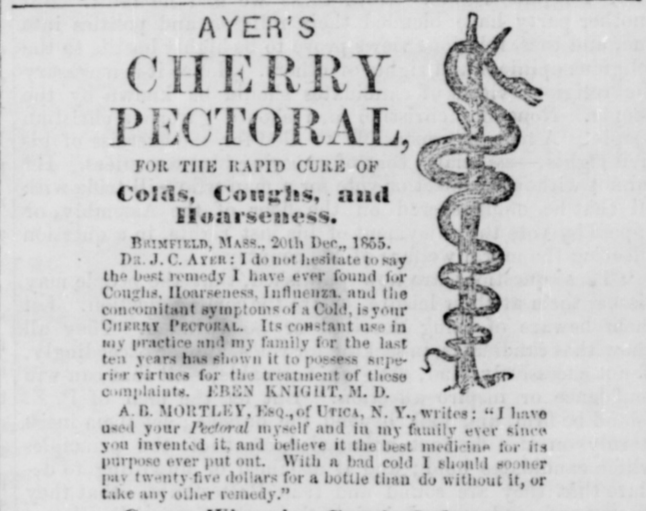 AYER'S
CHERRY
PECTORAL,
FOR THE RAPID CURE OF
Colds, Coughs, and
Hoarseness.
BRIMFIELD, MASS., 20th Dec., 1855.
DR. J. C. AYER: I do not hesitate to say
the best remedy I have ever found for
Coughs, Hoarseness, Influenza, and the
concomitant symptoms of a Cold, is your
CHERRY PECTORAL. Its constant use in
my practice and my family for the last
ten years has shown it to possess supe-
rior virtues for the treatment of these
complaints. EBEN KNIGHT, M. D.
A. B. MORTLEY, ESQ., of UTICA, N. Y., writes: "I have
used your Pectoral myself and in my family ever since
you invented it, and believe it the best medicine for its
purpose ever put out. With a bad cold I should sooner
pay twenty-five dollars for a bottle than do without it, or
take any other remedy."